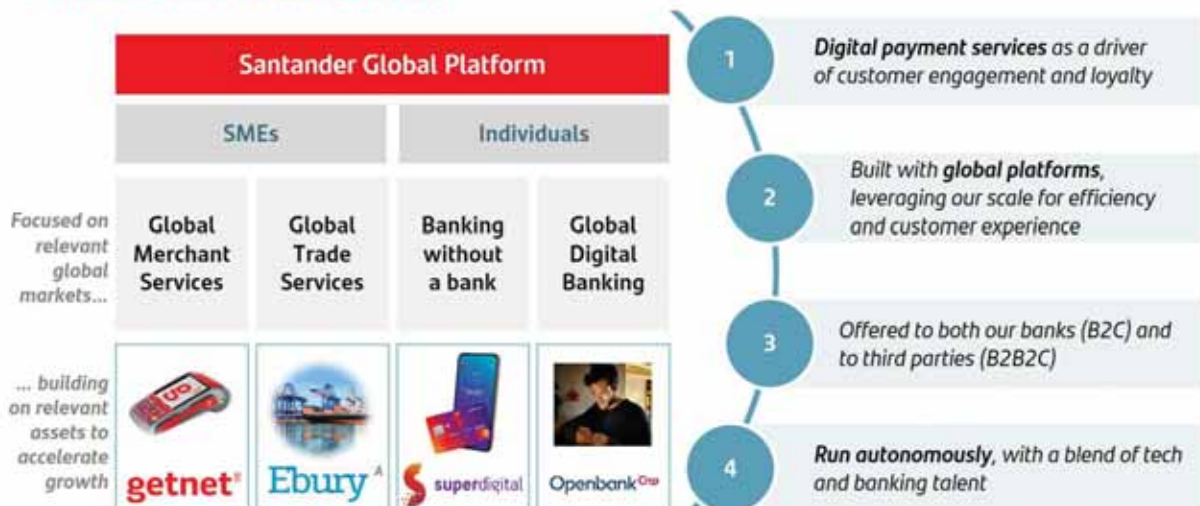 Santander Global Platform
SMEs
Individuals
Focused on
relevant
global
markets...
Global
Merchant
Services
Global
Trade
Services
Banking
without
a bank
Global
Digital
Banking
... building
on relevant
assets to
accelerate
growth
getnet®
Ebury A
superdigital
Openbank
1
Digital payment services as a driver
of customer engagement and loyalty
2
Built with global platforms,
leveraging our scale for efficiency
and customer experience
3
Offered to both our banks (B2C) and
to third parties (B2B2C)
4
Run autonomously, with a blend of tech
and banking talent